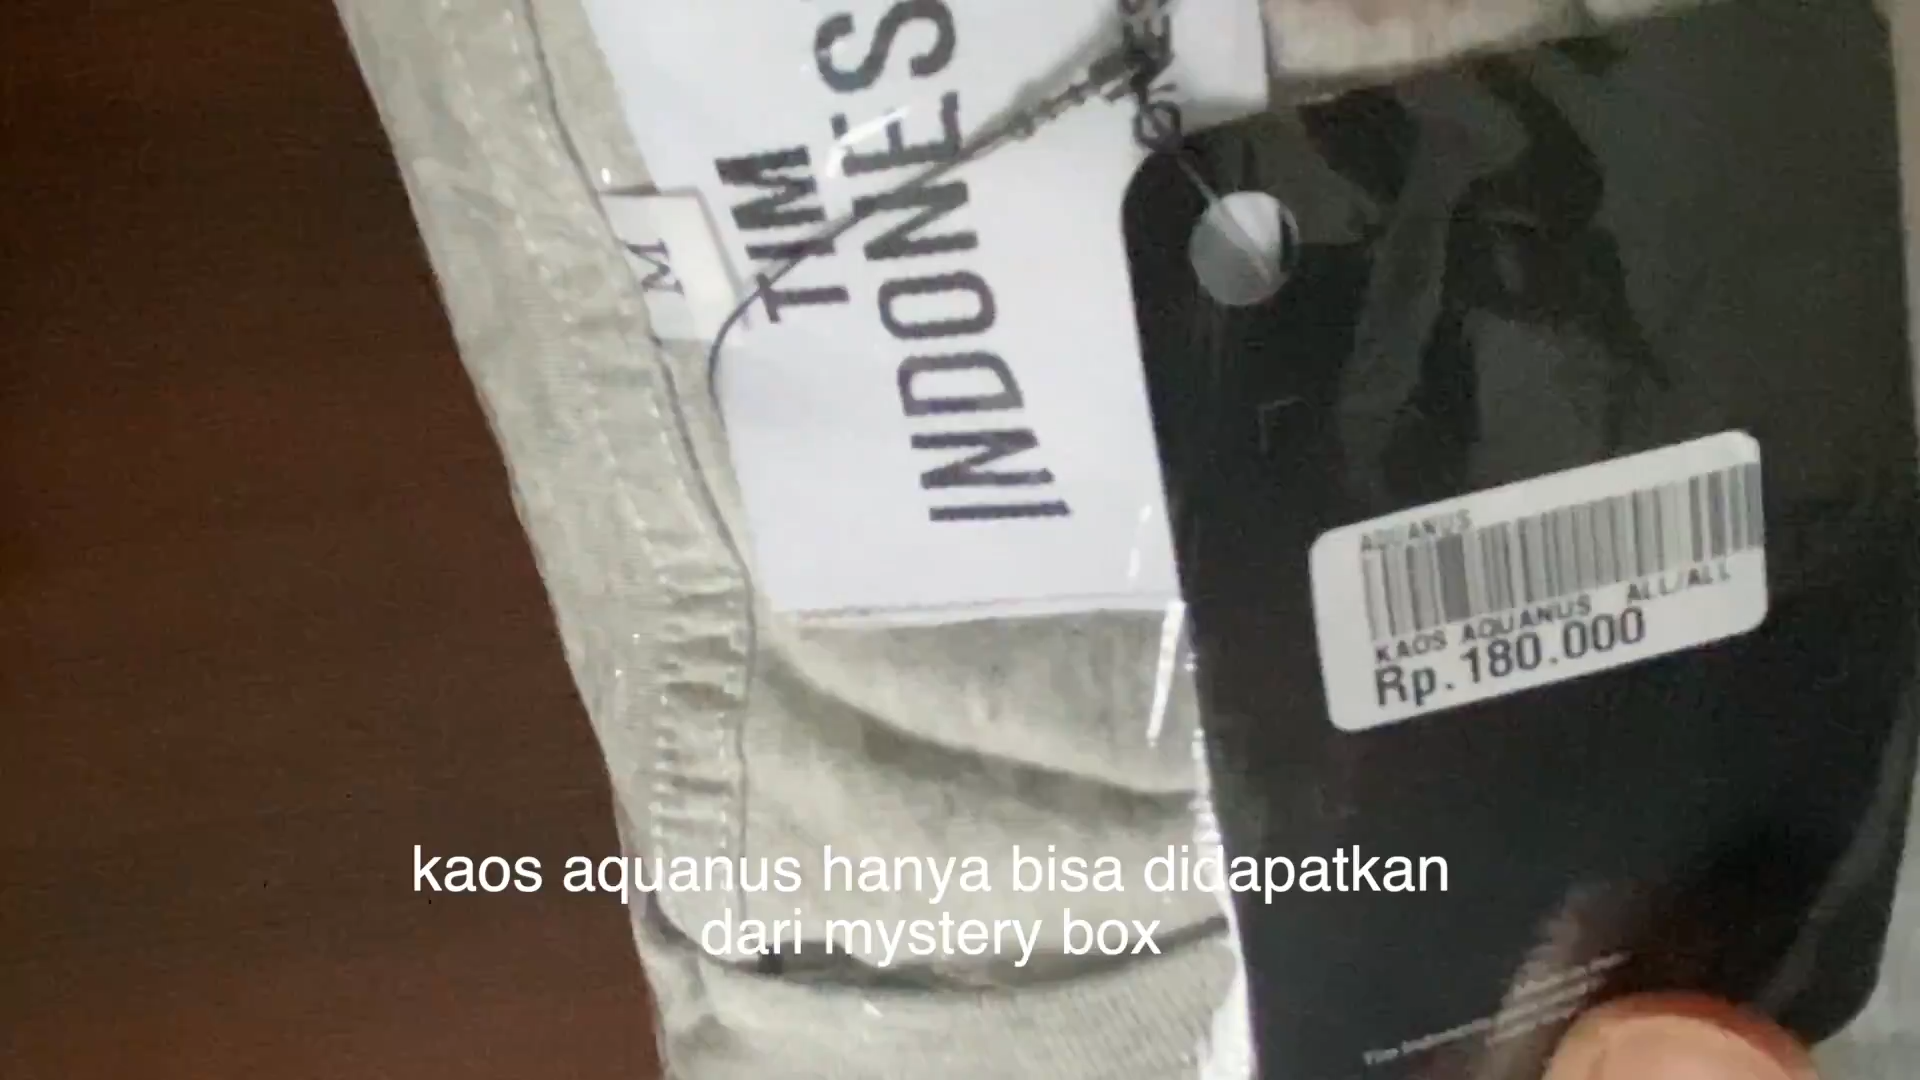 TIM
INDONES
M
AQUANUS
KAOS AQUANUS ALL/ALL
Rp.180.000
kaos aquanus hanya bisa didapatkan
dari mystery box